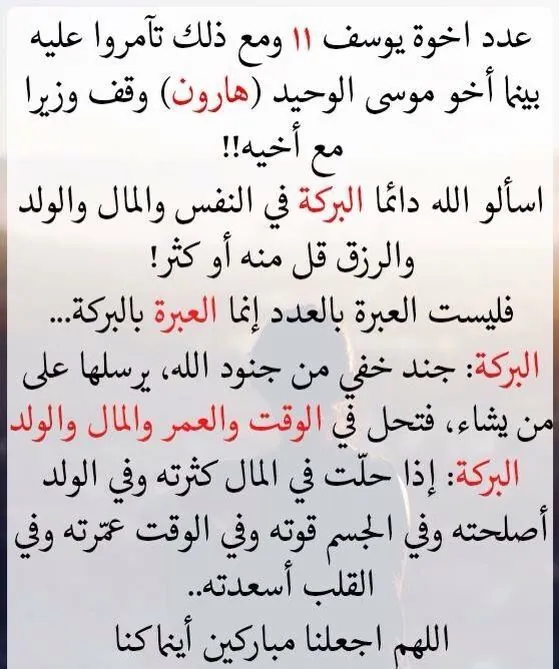 عدد اخوة يوسف ١١ ومع ذلك تآمروا عليه
بينما أخو موسى الوحيد (هارون) وقف وزيرا
مع أخيه!!
اسألو الله دائما البركة في النفس والمال والولد
والرزق قل منه أو كثر!
فليست العبرة بالعدد إنما العبرة بالبركة...
البركة: جند خفي من جنود الله، يرسلها على
من يشاء، فتحل في الوقت والعمر والمال والولد
البركة: إذا حلّت في المال كثرته وفي الولد
أصلحته وفي الجسم قوته وفي الوقت عمّرته وفي
القلب أسعدته..
اللهم اجعلنا مباركين أينما كنا